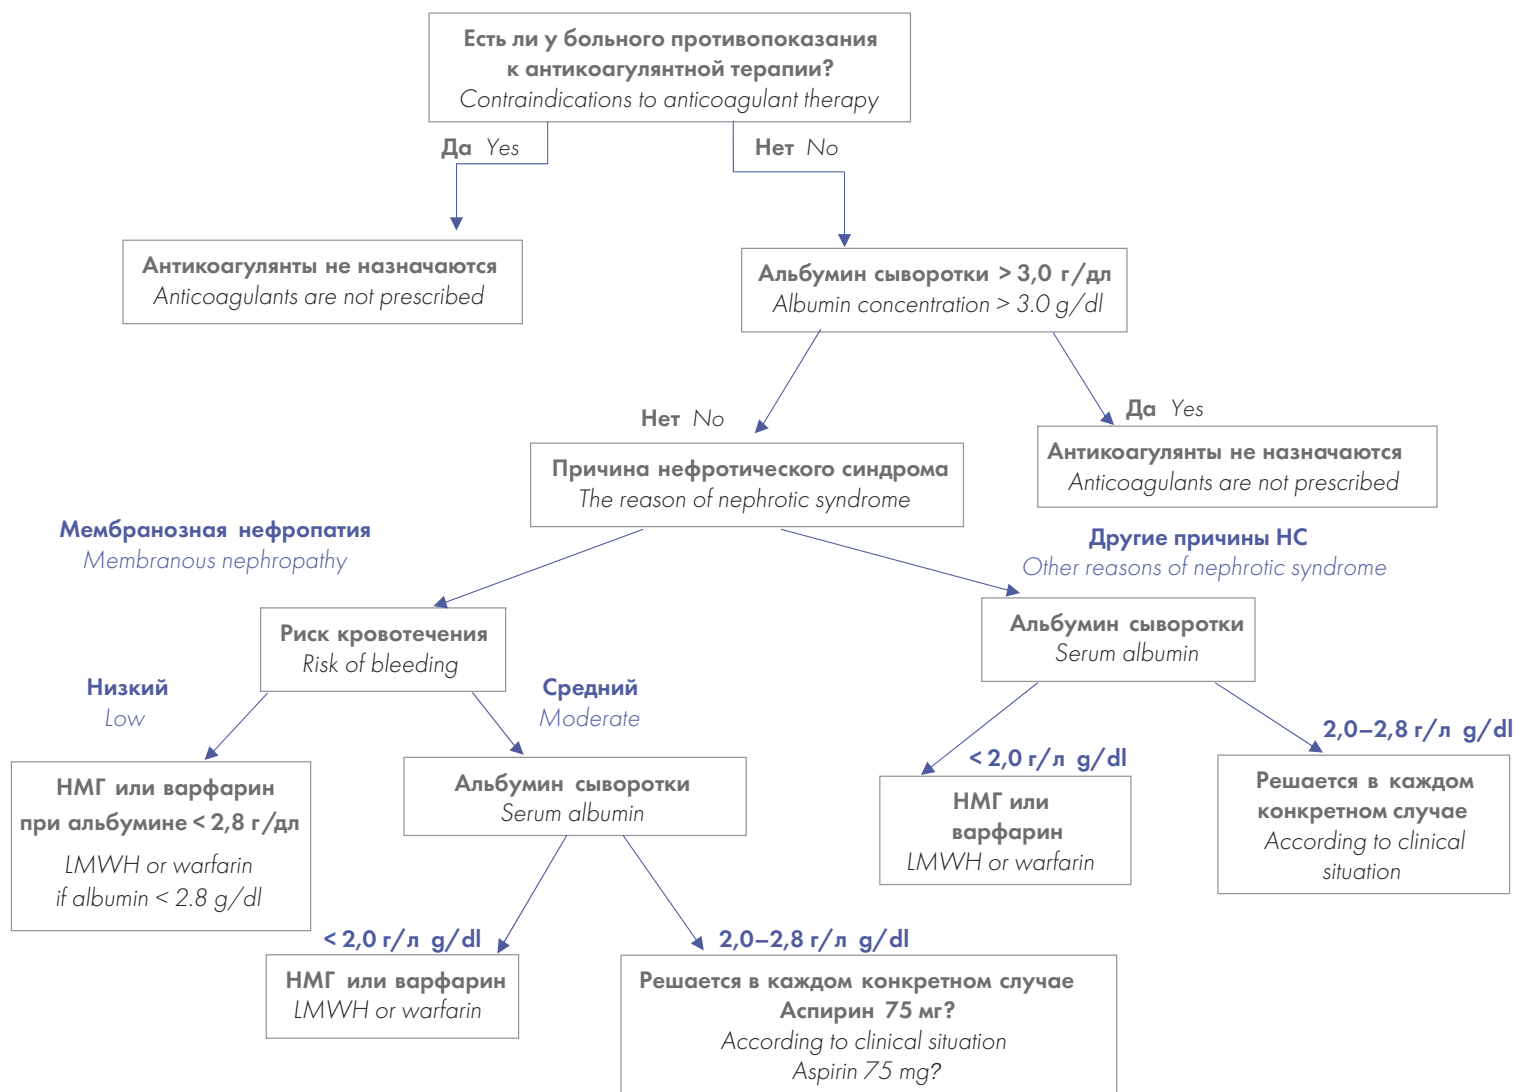 Есть ли у больного противопоказания
к антикоагулянтной терапии?
Contraindications to anticoagulant therapy
Да Yes
Нет No
Антикоагулянты не назначаются
Anticoagulants are not prescribed
Альбумин сыворотки > 3,0 г/дл
Albumin concentration > 3.0 g/dl
Нет No
Да Yes
Причина нефротического синдрома
The reason of nephrotic syndrome
Антикоагулянты не назначаются
Anticoagulants are not prescribed
Мембранозная нефропатия
Membranous nephropathy
Другие причины НС
Other reasons of nephrotic syndrome
Риск кровотечения
Risk of bleeding
Альбумин сыворотки
Serum albumin
Низкий
Low
Средний
Moderate
< 2,0 г/л g/dl
2,0–2,8 г/л g/dl
НМГ или варфарин
при альбумине < 2,8 г/дл
LMWH or warfarin
if albumin < 2.8 g/dl
Альбумин сыворотки
Serum albumin
НМГ или
варфарин
LMWH or warfarin
Решается в каждом
конкретном случае
According to clinical
situation
< 2,0 г/л g/dl
2,0–2,8 г/л g/dl
НМГ или варфарин
LMWH or warfarin
Решается в каждом конкретном случае
Аспирин 75 мг?
According to clinical situation
Aspirin 75 mg?